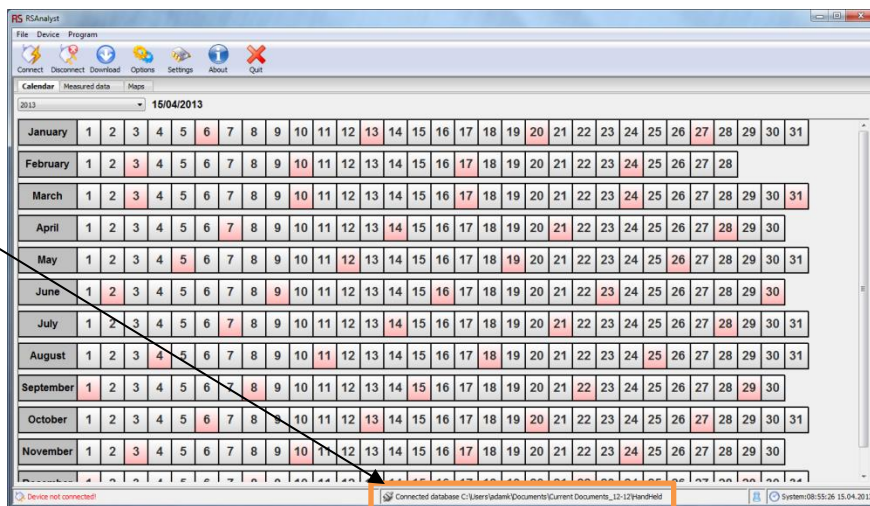 RS RSAnalyst
File Device Program
Connect Disconnect Download Options Settings About Quit
Calendar Measured data Maps
2013 15/04/2013
January 1 2 3 4 5 6 7 8 9 10 11 12 13 14 15 16 17 18 19 20 21 22 23 24 25 26 27 28 29 30 31
February 1 2 3 4 5 6 7 8 9 10 11 12 13 14 15 16 17 18 19 20 21 22 23 24 25 26 27 28
March 1 2 3 4 5 6 7 8 9 10 11 12 13 14 15 16 17 18 19 20 21 22 23 24 25 26 27 28 29 30 31
April 1 2 3 4 5 6 7 8 9 10 11 12 13 14 15 16 17 18 19 20 21 22 23 24 25 26 27 28 29 30
May 1 2 3 4 5 6 7 8 9 10 11 12 13 14 15 16 17 18 19 20 21 22 23 24 25 26 27 28 29 30 31
June 1 2 3 4 5 6 7 8 9 10 11 12 13 14 15 16 17 18 19 20 21 22 23 24 25 26 27 28 29 30
July 1 2 3 4 5 6 7 8 9 10 11 12 13 14 15 16 17 18 19 20 21 22 23 24 25 26 27 28 29 30 31
August 1 2 3 4 5 6 7 8 9 10 11 12 13 14 15 16 17 18 19 20 21 22 23 24 25 26 27 28 29 30 31
September 1 2 3 4 5 6 7 8 9 10 11 12 13 14 15 16 17 18 19 20 21 22 23 24 25 26 27 28 29 30
October 1 2 3 4 5 6 7 8 9 10 11 12 13 14 15 16 17 18 19 20 21 22 23 24 25 26 27 28 29 30 31
November 1 2 3 4 5 6 7 8 9 10 11 12 13 14 15 16 17 18 19 20 21 22 23 24 25 26 27 28 29 30
Device not connected! Connected database C:\Users\adamk\Documents\Current Documents_12-12\HandHeld System:08:55:26 15.04.201